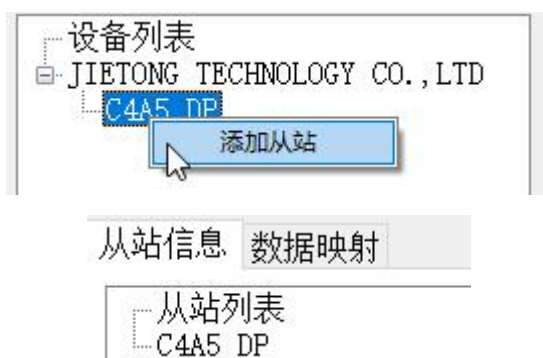 设备列表
JIETONG TECHNOLOGY CO.,LTD
C4A5 DP
添加从站
从站信息 数据映射
从站列表
C4A5 DP